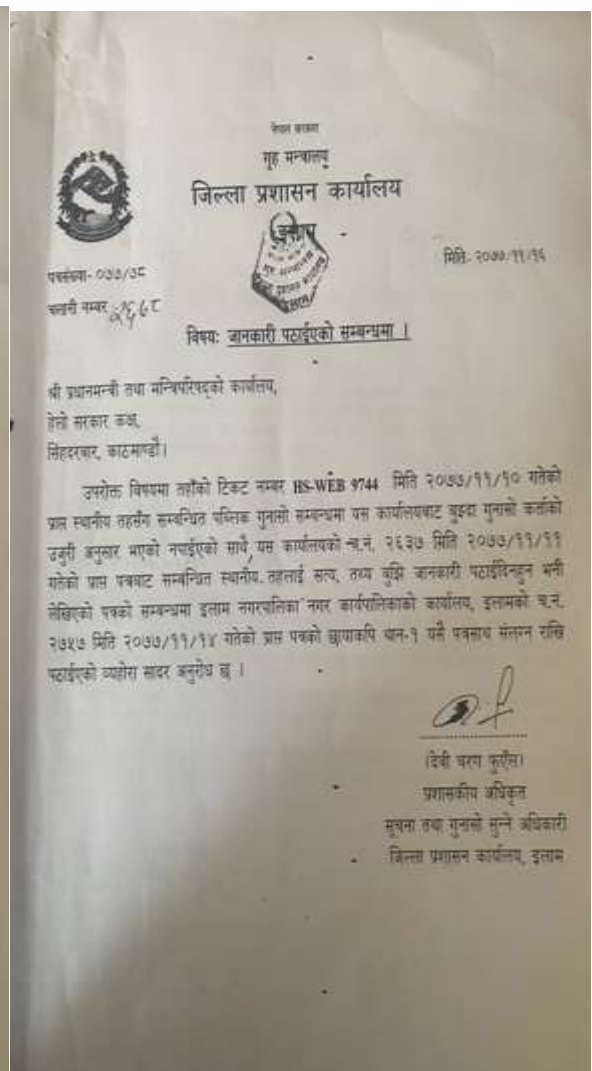 नेपाल सरकार
गृह मन्त्रालय
जिल्ला प्रशासन कार्यालय
इलाम
पत्रसंख्या- ०७७/७८
मिति- २०७७/११/१६
चलानी नम्बर २६९८
विषयः जानकारी पठाईएको सम्बन्धमा ।
श्री प्रधानमन्त्री तथा मन्त्रिपरिषद्को कार्यालय,
हेलो सरकार कक्ष,
सिंहदरबार, काठमाण्डौं।
उपरोक्त विषयमा तहाँको टिकट नम्बर HS-WEB 9744 मिति २०७७/११/१० गतेको
प्राप्त स्थानीय तहसँग सम्बन्धित पब्लिक गुनासो सम्बन्धमा यस कार्यालयबाट बुझ्दा गुनासो कर्ताको
उजुरी अनुसार भएको नपाईएको साथै यस कार्यालयको च.नं. २६३७ मिति २०७७/११/११
गतेको प्राप्त पत्रबाट सम्बन्धित स्थानीय तहलाई सत्य, तथ्य बुझि जानकारी पठाईदिनहुन भनी
लेखिएको पत्रको सम्बन्धमा इलाम नगरपालिका नगर कार्यपालिकाको कार्यालय, इलामको च.नं.
२७५७ मिति २०७७/११/१४ गतेको प्राप्त पत्रको छायाकपि थान-१ यसै पत्रसाथ संलग्न राखि
पठाईएको व्यहोरा सादर अनुरोध छ ।
(देवी चरण फुएँल)
प्रशासकीय अधिकृत
सूचना तथा गुनासो सुन्ने अधिकारी
जिल्ला प्रशासन कार्यालय, इलाम